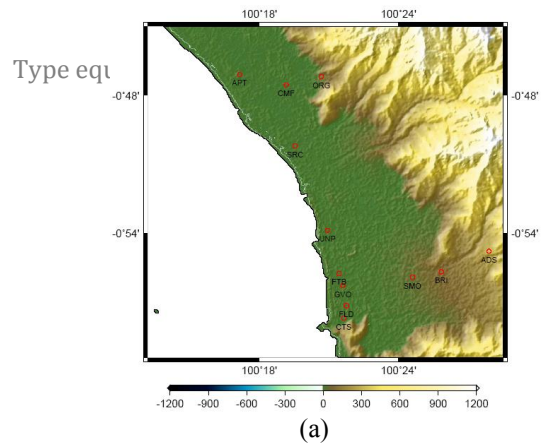 100˚18' 100˚24'
Type equ
APT CMF ORG
-0˚48' -0˚48'
SRC
UNP
-0˚54' -0˚54'
ADS
FTB SMO BRI
GVO
FLD
CTS
100˚18' 100˚24'
-1200 -900 -600 -300 0 300 600 900 1200
(a)